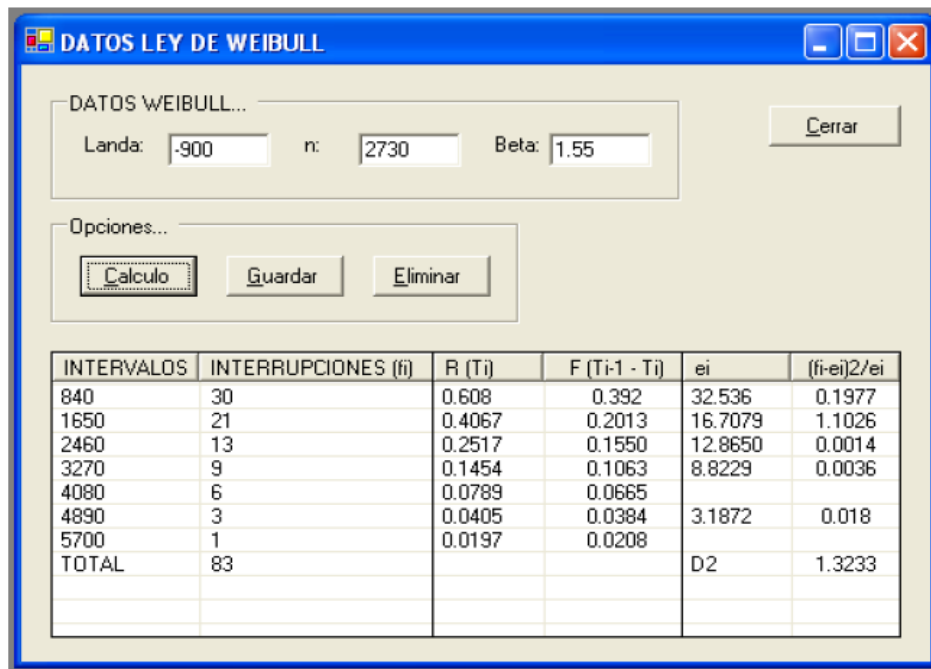 DATOS LEY DE WEIBULL
DATOS WEIBULL...
Landa: -900 n: 2730 Beta: 1.55
Cerrar
Opciones...
Calculo Guardar Eliminar
INTERVALOS INTERRUPCIONES (fi) R (Ti) F (Ti-1 - Ti) ei (fi-ei)2/ei
840 30 0.608 0.392 32.536 0.1977
1650 21 0.4067 0.2013 16.7079 1.1026
2460 13 0.2517 0.1550 12.8650 0.0014
3270 9 0.1454 0.1063 8.8229 0.0036
4080 6 0.0789 0.0665
4890 3 0.0405 0.0384 3.1872 0.018
5700 1 0.0197 0.0208
TOTAL 83 D2 1.3233